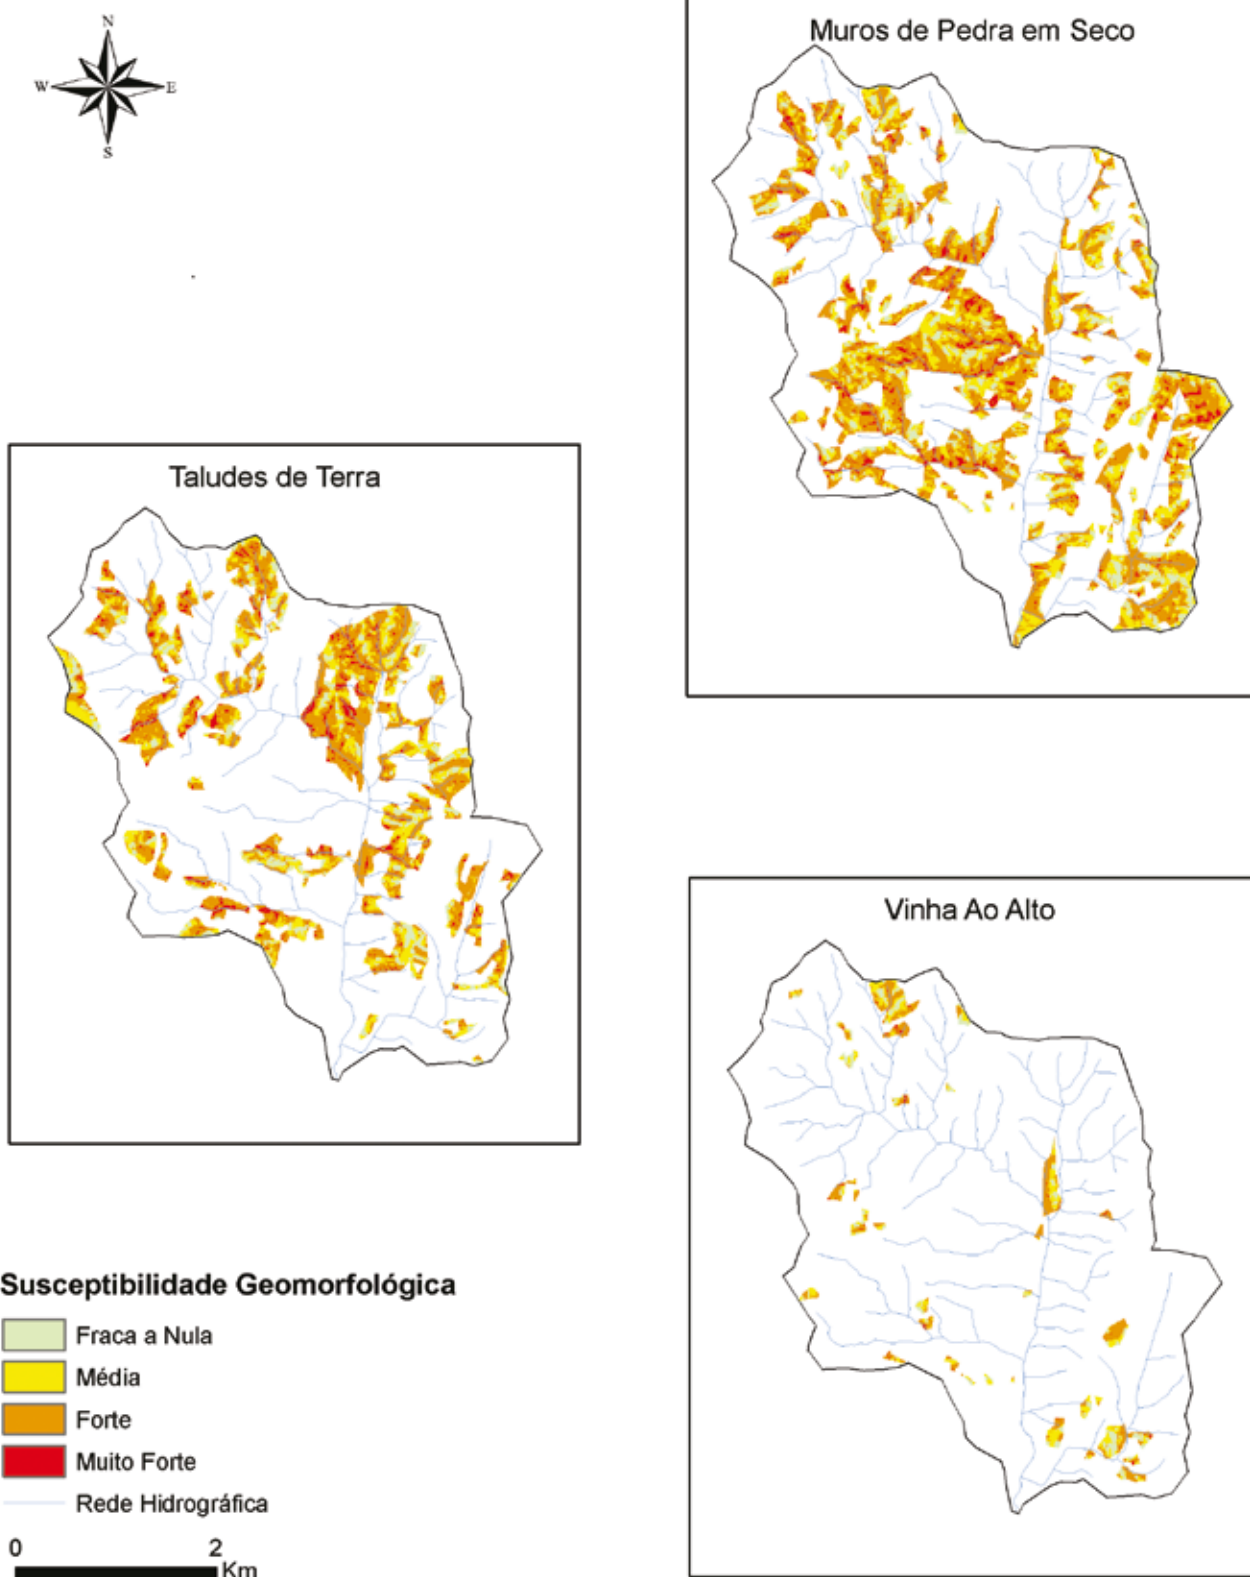 N
W E
S
Muros de Pedra em Seco
Taludes de Terra
Vinha Ao Alto
Susceptibilidade Geomorfológica
Fraca a Nula
Média
Forte
Muito Forte
Rede Hidrográfica
0 2
Km